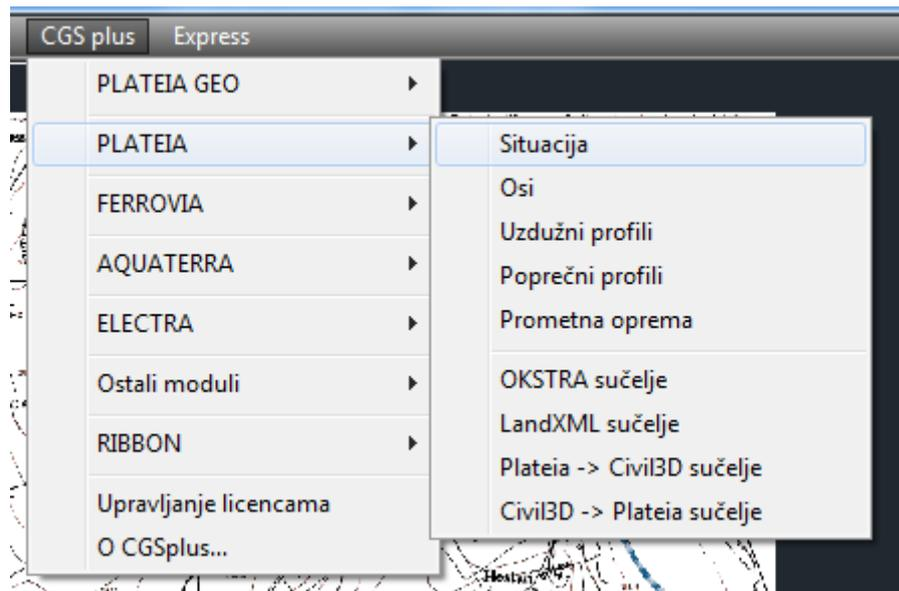 CGS plus Express
PLATEIA GEO
PLATEIA
FERROVIA
AQUATERRA
ELECTRA
Ostali moduli
RIBBON
Upravljanje licencama
O CGSplus...
Situacija
Osi
Uzdužni profili
Poprečni profili
Prometna oprema
OKSTRA sučelje
LandXML sučelje
Plateia -> Civil3D sučelje
Civil3D -> Plateia sučelje